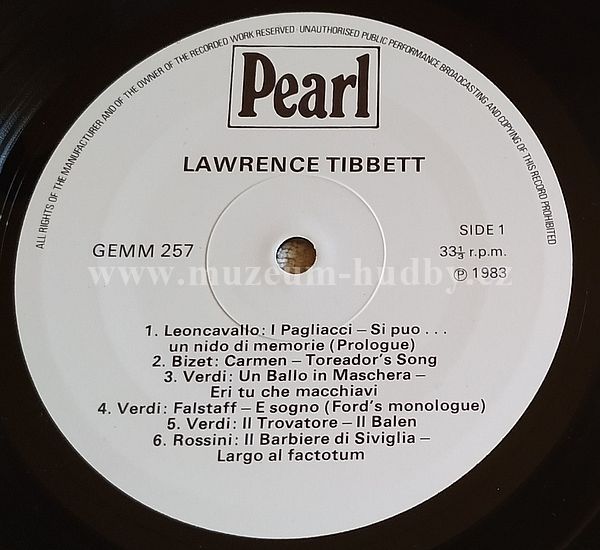 ALL RIGHTS OF THE MANUFACTURER AND OF THE OWNER OF THE RECORDED WORK RESERVED · UNAUTHORISED PUBLIC PERFORMANCE BROADCASTING AND COPYING OF THIS RECORD PROHIBITED
Pearl
LAWRENCE TIBBETT
GEMM 257
SIDE 1
33⅓ r.p.m.
℗ 1983
www.muzeum-hudby.cz
1. Leoncavallo: I Pagliacci – Si puo . . .
un nido di memorie (Prologue)
2. Bizet: Carmen – Toreador's Song
3. Verdi: Un Ballo in Maschera –
Eri tu che macchiavi
4. Verdi: Falstaff – E sogno (Ford's monologue)
5. Verdi: Il Trovatore – Il Balen
6. Rossini: Il Barbiere di Siviglia –
Largo al factotum